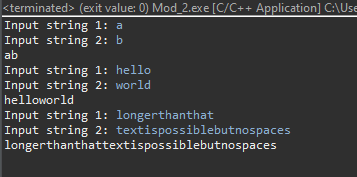 <terminated> (exit value: 0) Mod_2.exe [C/C++ Application] C:\Use
Input string 1: a
Input string 2: b
ab
Input string 1: hello
Input string 2: world
helloworld
Input string 1: longerthanthat
Input string 2: textispossiblebutnospaces
longerthanthattextispossiblebutnospaces